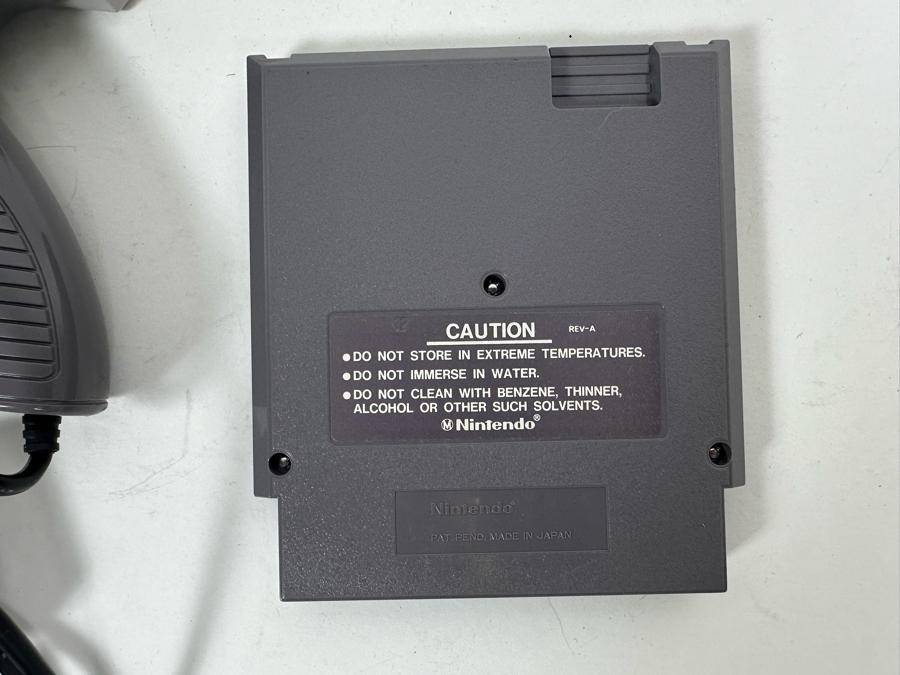 CAUTION REV-A
●DO NOT STORE IN EXTREME TEMPERATURES.
●DO NOT IMMERSE IN WATER.
●DO NOT CLEAN WITH BENZENE, THINNER,
ALCOHOL OR OTHER SUCH SOLVENTS.
Ⓜ Nintendo®
Nintendo®
PAT. PEND. MADE IN JAPAN